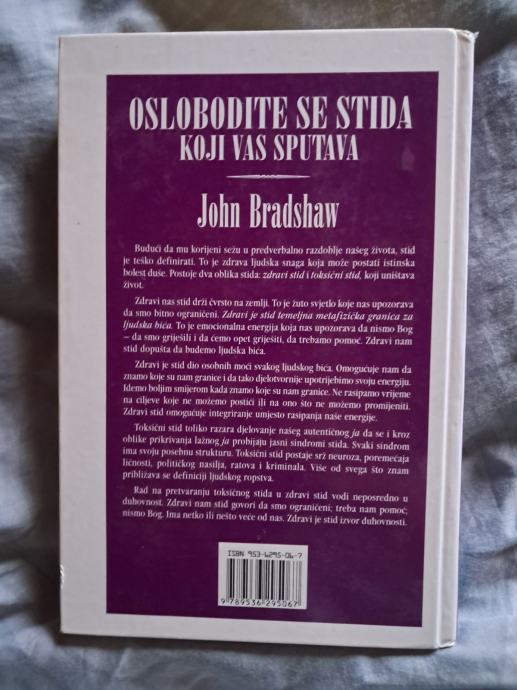 OSLOBODITE SE STIDA
KOJI VAS SPUTAVA
John Bradshaw
Budući da mu korijeni sežu u predverbalno razdoblje našeg života, stid
je teško definirati. To je zdrava ljudska snaga koja može postati istinska
bolest duše. Postoje dva oblika stida: zdravi stid i toksični stid, koji uništava
život.
Zdravi nas stid drži čvrsto na zemlji. To je žuto svjetlo koje nas upozorava
da smo bitno ograničeni. Zdravi je stid temeljna metafizička granica za
ljudska bića. To je emocionalna energija koja nas upozorava da nismo Bog
– da smo griješili i da ćemo opet griješiti, da trebamo pomoć. Zdravi nam
stid dopušta da budemo ljudska bića.
Zdravi je stid dio osobnih moći svakog ljudskog bića. Omogućuje nam da
znamo koje su nam granice i da tako djelotvornije upotrijebimo svoju energiju.
Idemo boljim smijerom kada znamo koje su nam granice. Ne rasipamo vrijeme
na ciljeve koje ne možemo postići ili na ono što ne možemo promijeniti.
Zdravi stid omogućuje integriranje umjesto rasipanja naše energije.
Toksični stid toliko razara djelovanje našeg autentičnog ja da se i kroz
oblike prikrivanja lažnog ja probijaju jasni sindromi stida. Svaki sindrom
ima svoju posebnu strukturu. Toksični stid postaje srž neuroza, poremećaja
ličnosti, političkog nasilja, ratova i kriminala. Više od svega što znam
približava se definiciji ljudskog ropstva.
Rad na pretvaranju toksičnog stida u zdravi stid vodi neposredno u
duhovnost. Zdravi nam stid govori da smo ograničeni; treba nam pomoć;
nismo Bog. Ima netko ili nešto veće od nas. Zdravi je stid izvor duhovnosti.
ISBN 953-6295-06-7
9 789536 295067